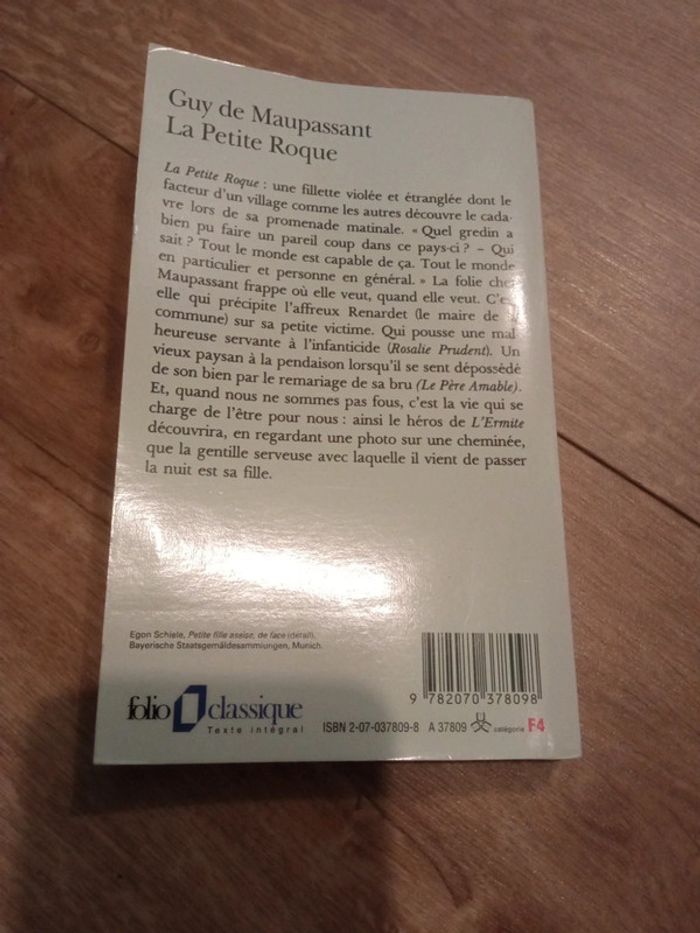 Guy de Maupassant
La Petite Roque
La Petite Roque : une fillette violée et étranglée dont le
facteur d'un village comme les autres découvre le cada-
vre lors de sa promenade matinale. « Quel gredin a
bien pu faire un pareil coup dans ce pays-ci ? – Qui
sait ? Tout le monde est capable de ça. Tout le monde
en particulier et personne en général. » La folie chez
Maupassant frappe où elle veut, quand elle veut. C'est
elle qui précipite l'affreux Renardet (le maire de la
commune) sur sa petite victime. Qui pousse une mal
heureuse servante à l'infanticide (Rosalie Prudent). Un
vieux paysan à la pendaison lorsqu'il se sent dépossédé
de son bien par le remariage de sa bru (Le Père Amable).
Et, quand nous ne sommes pas fous, c'est la vie qui se
charge de l'être pour nous : ainsi le héros de L'Ermite
découvrira, en regardant une photo sur une cheminée,
que la gentille serveuse avec laquelle il vient de passer
la nuit est sa fille.
Egon Schiele, Petite fille assise, de face (détail),
Bayerische Staatsgemäldesammlungen, Munich.
9 782070 378098
folio classique
Texte intégral
ISBN 2-07-037809-8 A 37809 catégorie F4